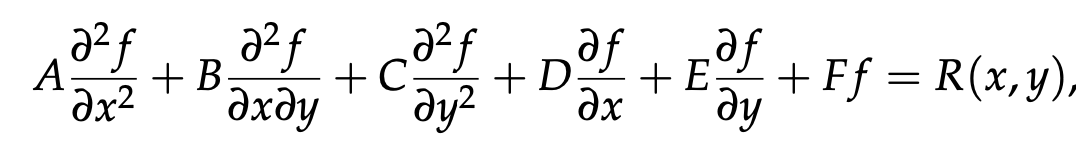 A ∂²f/∂x² + B ∂²f/∂x∂y + C ∂²f/∂y² + D ∂f/∂x + E ∂f/∂y + Ff = R(x, y),